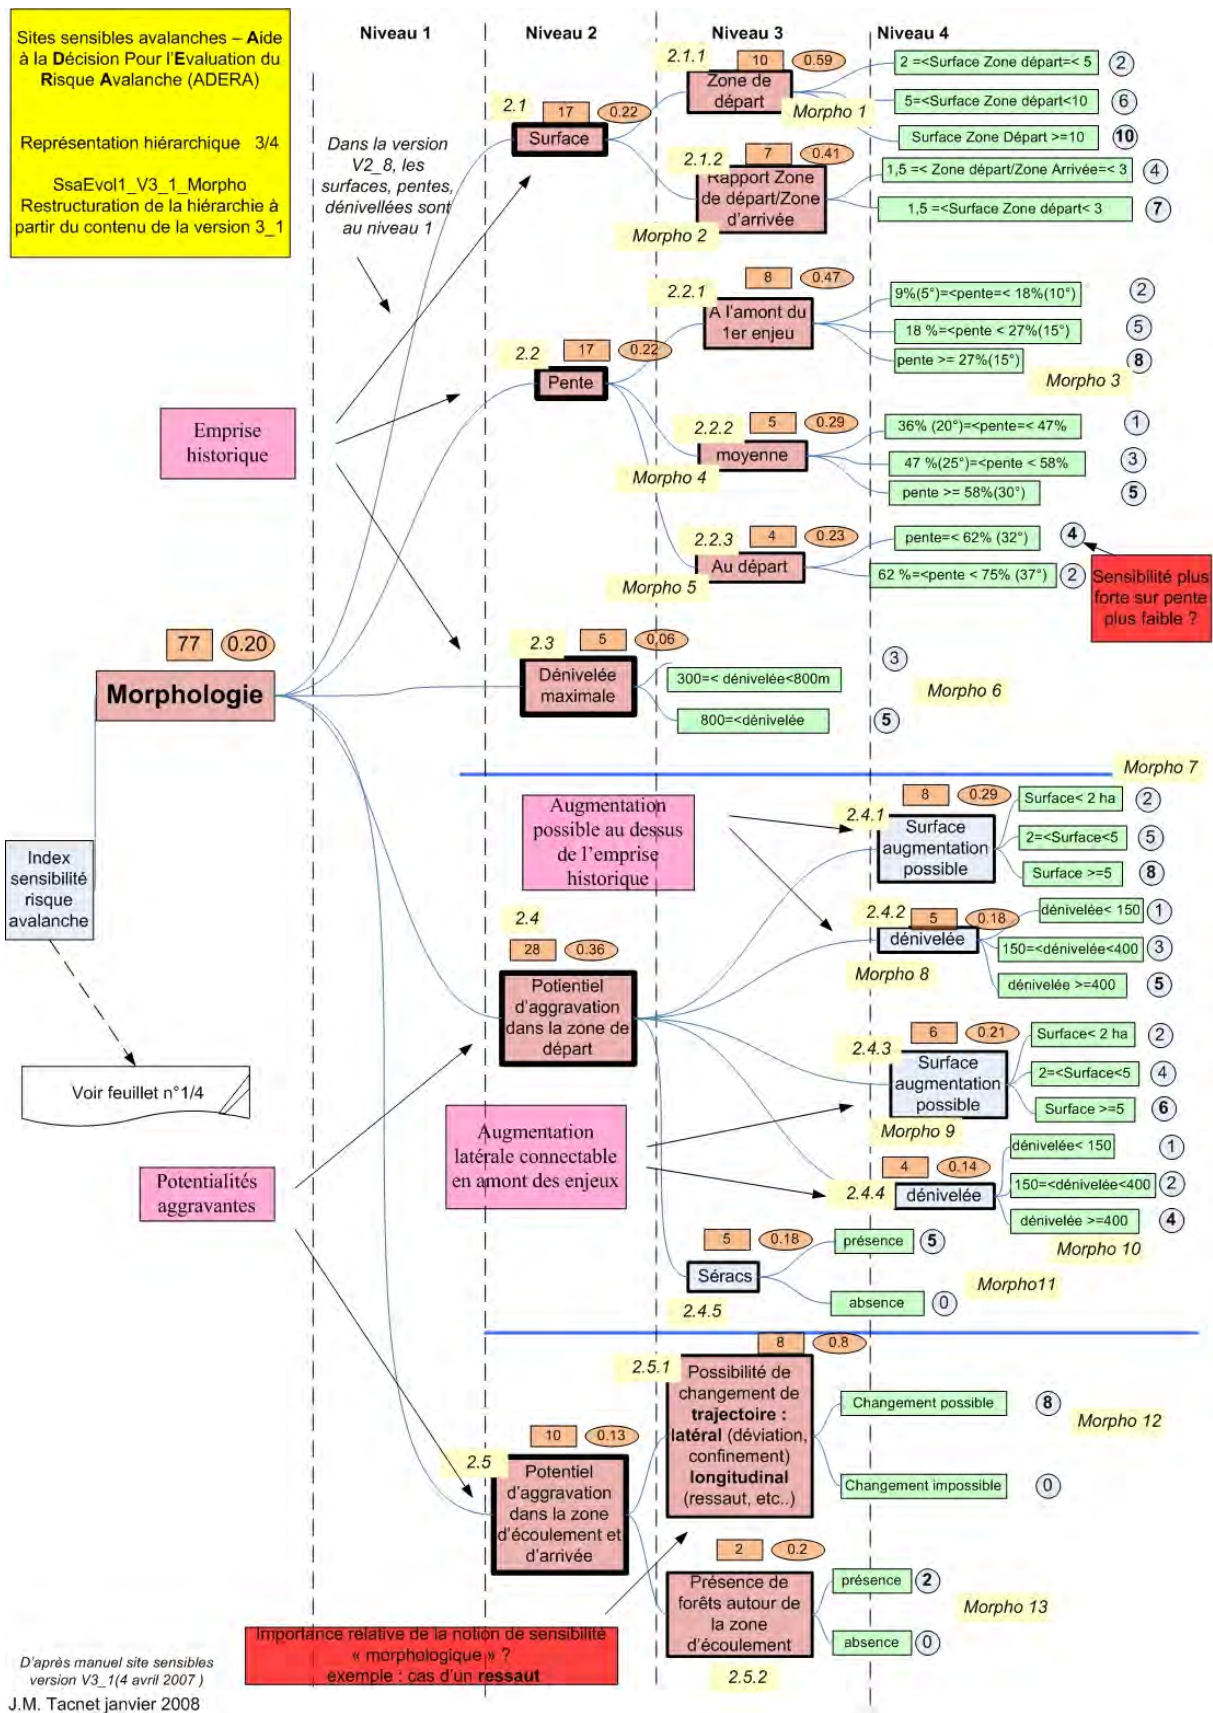 Sites sensibles avalanches – Aide
à la Décision Pour l'Evaluation du
Risque Avalanche (ADERA)
Représentation hiérarchique 3/4
SsaEvol1_V3_1_Morpho
Restructuration de la hiérarchie à
partir du contenu de la version 3_1
Niveau 1
Niveau 2
Niveau 3
Niveau 4
Dans la version
V2_8, les
surfaces, pentes,
dénivellées sont
au niveau 1
2.1
17
0.22
Surface
2.1.1
10
0.59
Zone de
départ
Morpho 1
2 =<Surface Zone départ=< 5
2
5=<Surface Zone départ<10
6
Surface Zone Départ >=10
10
2.1.2
7
0.41
Rapport Zone
de départ/Zone
d'arrivée
Morpho 2
1,5 =< Zone départ/Zone Arrivée=< 3
4
1,5 =<Surface Zone départ< 3
7
2.2
17
0.22
Pente
2.2.1
8
0.47
A l'amont du
1er enjeu
9%(5°)=<pente=< 18%(10°)
2
18 %=<pente < 27%(15°)
5
pente >= 27%(15°)
8
Morpho 3
2.2.2
5
0.29
moyenne
Morpho 4
36% (20°)=<pente=< 47%
1
47 %(25°)=<pente < 58%
3
pente >= 58%(30°)
5
2.2.3
4
0.23
Au départ
Morpho 5
pente=< 62% (32°)
4
62 %=<pente < 75% (37°)
2
Sensibilité plus
forte sur pente
plus faible ?
Emprise
historique
77
0.20
Morphologie
2.3
5
0.06
Dénivelée
maximale
300=< dénivelée<800m
3
800=<dénivelée
5
Morpho 6
Morpho 7
Augmentation
possible au dessus
de l'emprise
historique
2.4.1
8
0.29
Surface
augmentation
possible
Surface< 2 ha
2
2=<Surface<5
5
Surface >=5
8
Index
sensibilité
risque
avalanche
2.4
28
0.36
Potientiel
d'aggravation
dans la zone de
départ
2.4.2
5
0.18
dénivelée
Morpho 8
dénivelée< 150
1
150=<dénivelée<400
3
dénivelée >=400
5
2.4.3
6
0.21
Surface
augmentation
possible
Morpho 9
Surface< 2 ha
2
2=<Surface<5
4
Surface >=5
6
Voir feuillet n°1/4
Augmentation
latérale connectable
en amont des enjeux
2.4.4
4
0.14
dénivelée
dénivelée< 150
1
150=<dénivelée<400
2
dénivelée >=400
4
Morpho 10
Potentialités
aggravantes
5
0.18
Séracs
2.4.5
présence
5
absence
0
Morpho11
2.5
10
0.13
Potentiel
d'aggravation
dans la zone
d'écoulement et
d'arrivée
2.5.1
8
0.8
Possibilité de
changement de
trajectoire :
latéral (déviation,
confinement)
longitudinal
(ressaut, etc..)
Changement possible
8
Changement impossible
0
Morpho 12
2
0.2
Présence de
forêts autour de
la zone
d'écoulement
2.5.2
présence
2
absence
0
Morpho 13
Importance relative de la notion de sensibilité
« morphologique » ?
exemple : cas d'un ressaut
D'après manuel site sensibles
version V3_1(4 avril 2007 )
J.M. Tacnet janvier 2008